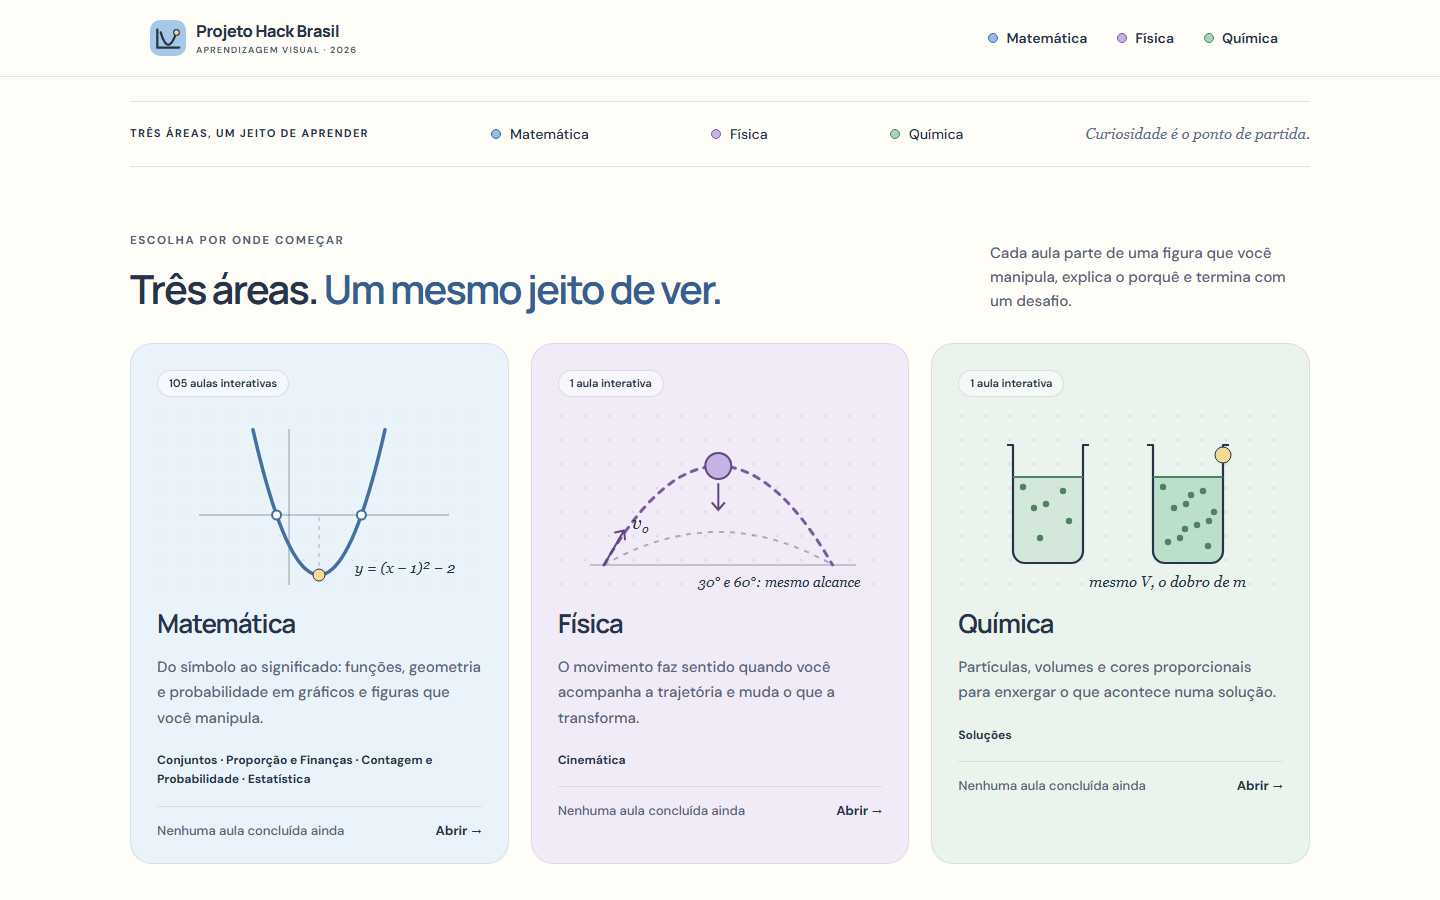 Projeto Hack Brasil
APRENDIZAGEM VISUAL · 2026
Matemática
Física
Química
TRÊS ÁREAS, UM JEITO DE APRENDER
Matemática
Física
Química
Curiosidade é o ponto de partida.
ESCOLHA POR ONDE COMEÇAR
Três áreas. Um mesmo jeito de ver.
Cada aula parte de uma figura que você
manipula, explica o porquê e termina com
um desafio.
105 aulas interativas
y = (x – 1)² – 2
Matemática
Do símbolo ao significado: funções, geometria
e probabilidade em gráficos e figuras que
você manipula.
Conjuntos · Proporção e Finanças · Contagem e
Probabilidade · Estatística
Nenhuma aula concluída ainda
Abrir →
1 aula interativa
v₀
30° e 60°: mesmo alcance
Física
O movimento faz sentido quando você
acompanha a trajetória e muda o que a
transforma.
Cinemática
Nenhuma aula concluída ainda
Abrir →
1 aula interativa
mesmo V, o dobro de m
Química
Partículas, volumes e cores proporcionais
para enxergar o que acontece numa solução.
Soluções
Nenhuma aula concluída ainda
Abrir →